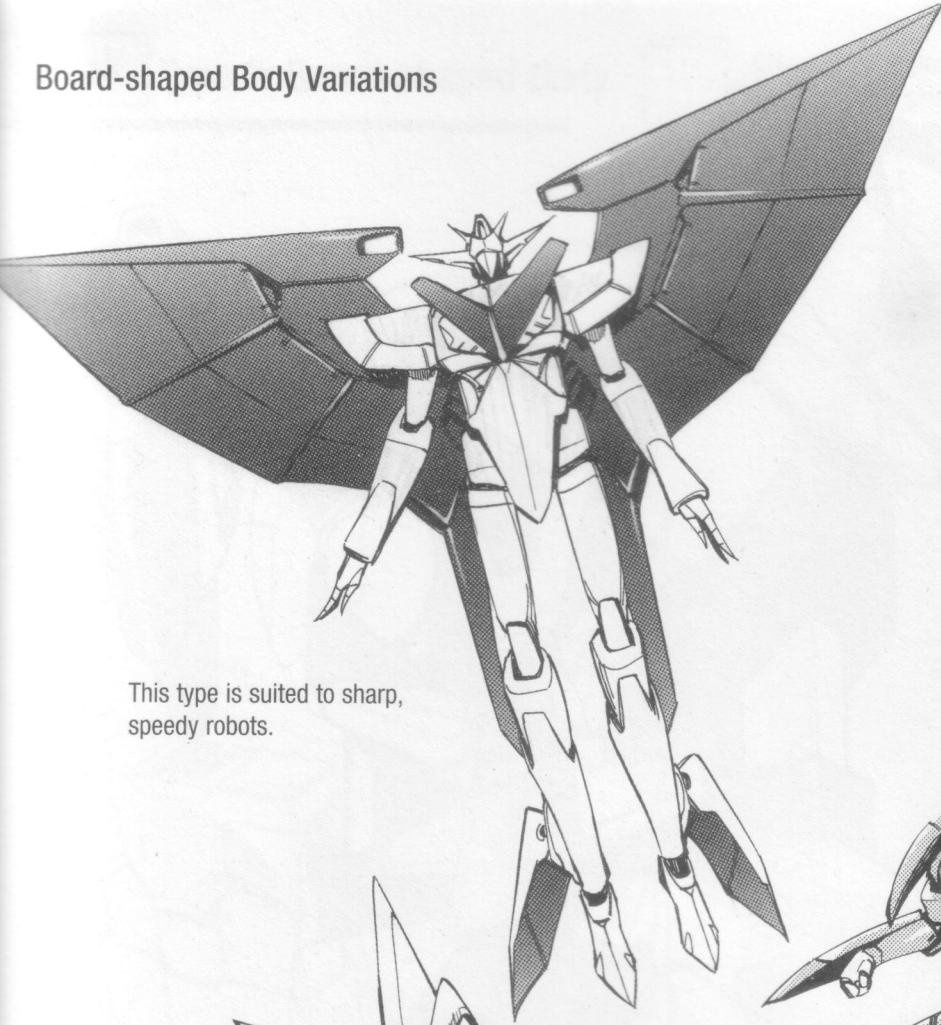 Board-shaped Body Variations
This type is suited to sharp,
speedy robots.